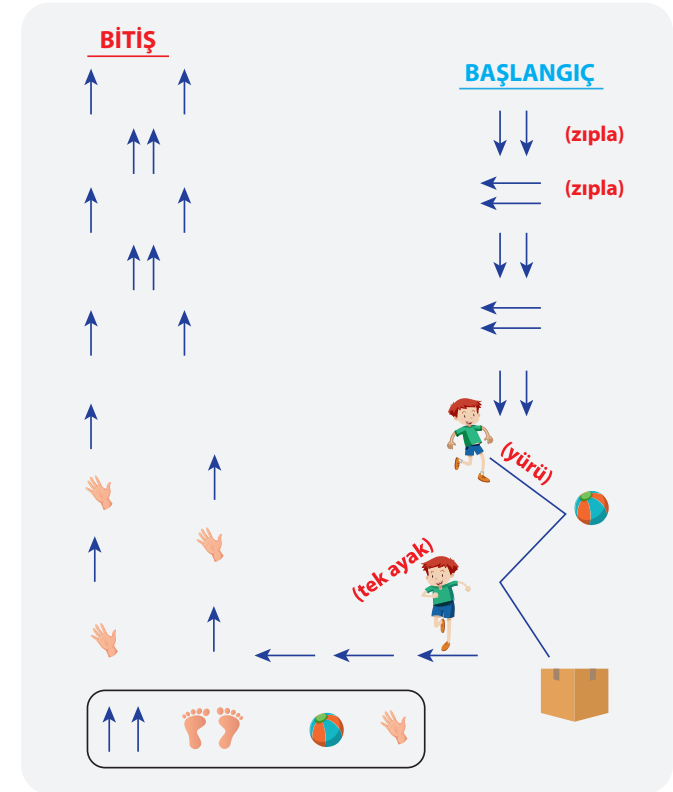 BİTİŞ
BAŞLANGIÇ
(zıpla)
(zıpla)
(yürü)
(tek ayak)